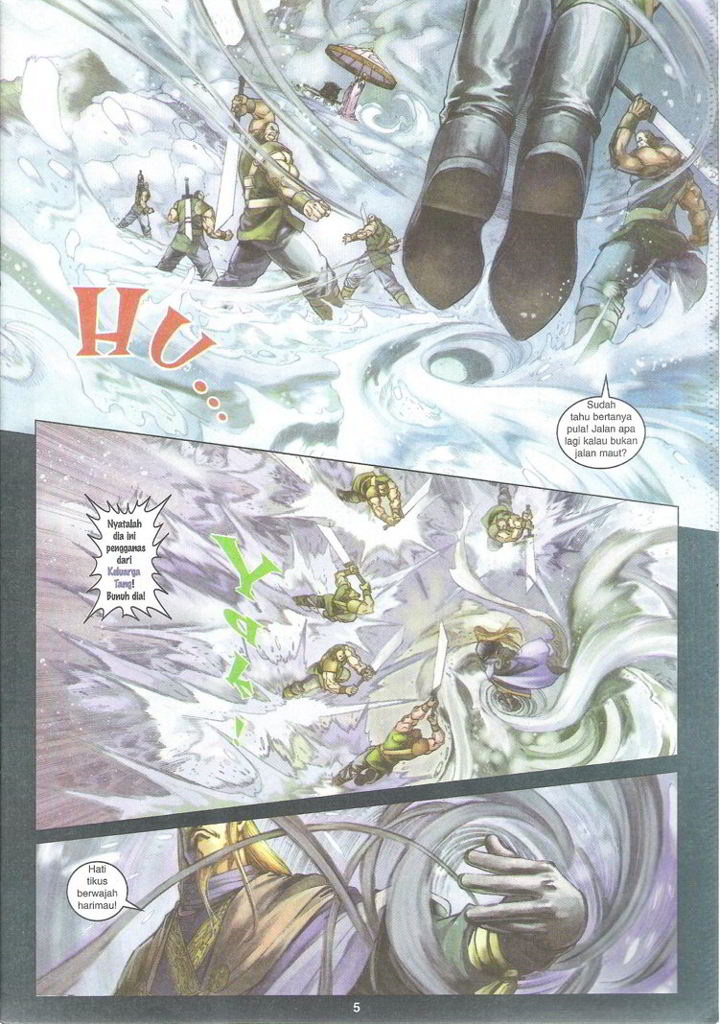 HU...
Sudah
tahu bertanya
pula! Jalan apa
lagi kalau bukan
jalan maut?
Nyatalah
dia ini
pengganas
dari
Keluarga
Tang!
Bunuh dia!
Yah!
Hati
tikus
berwajah
harimau!
5